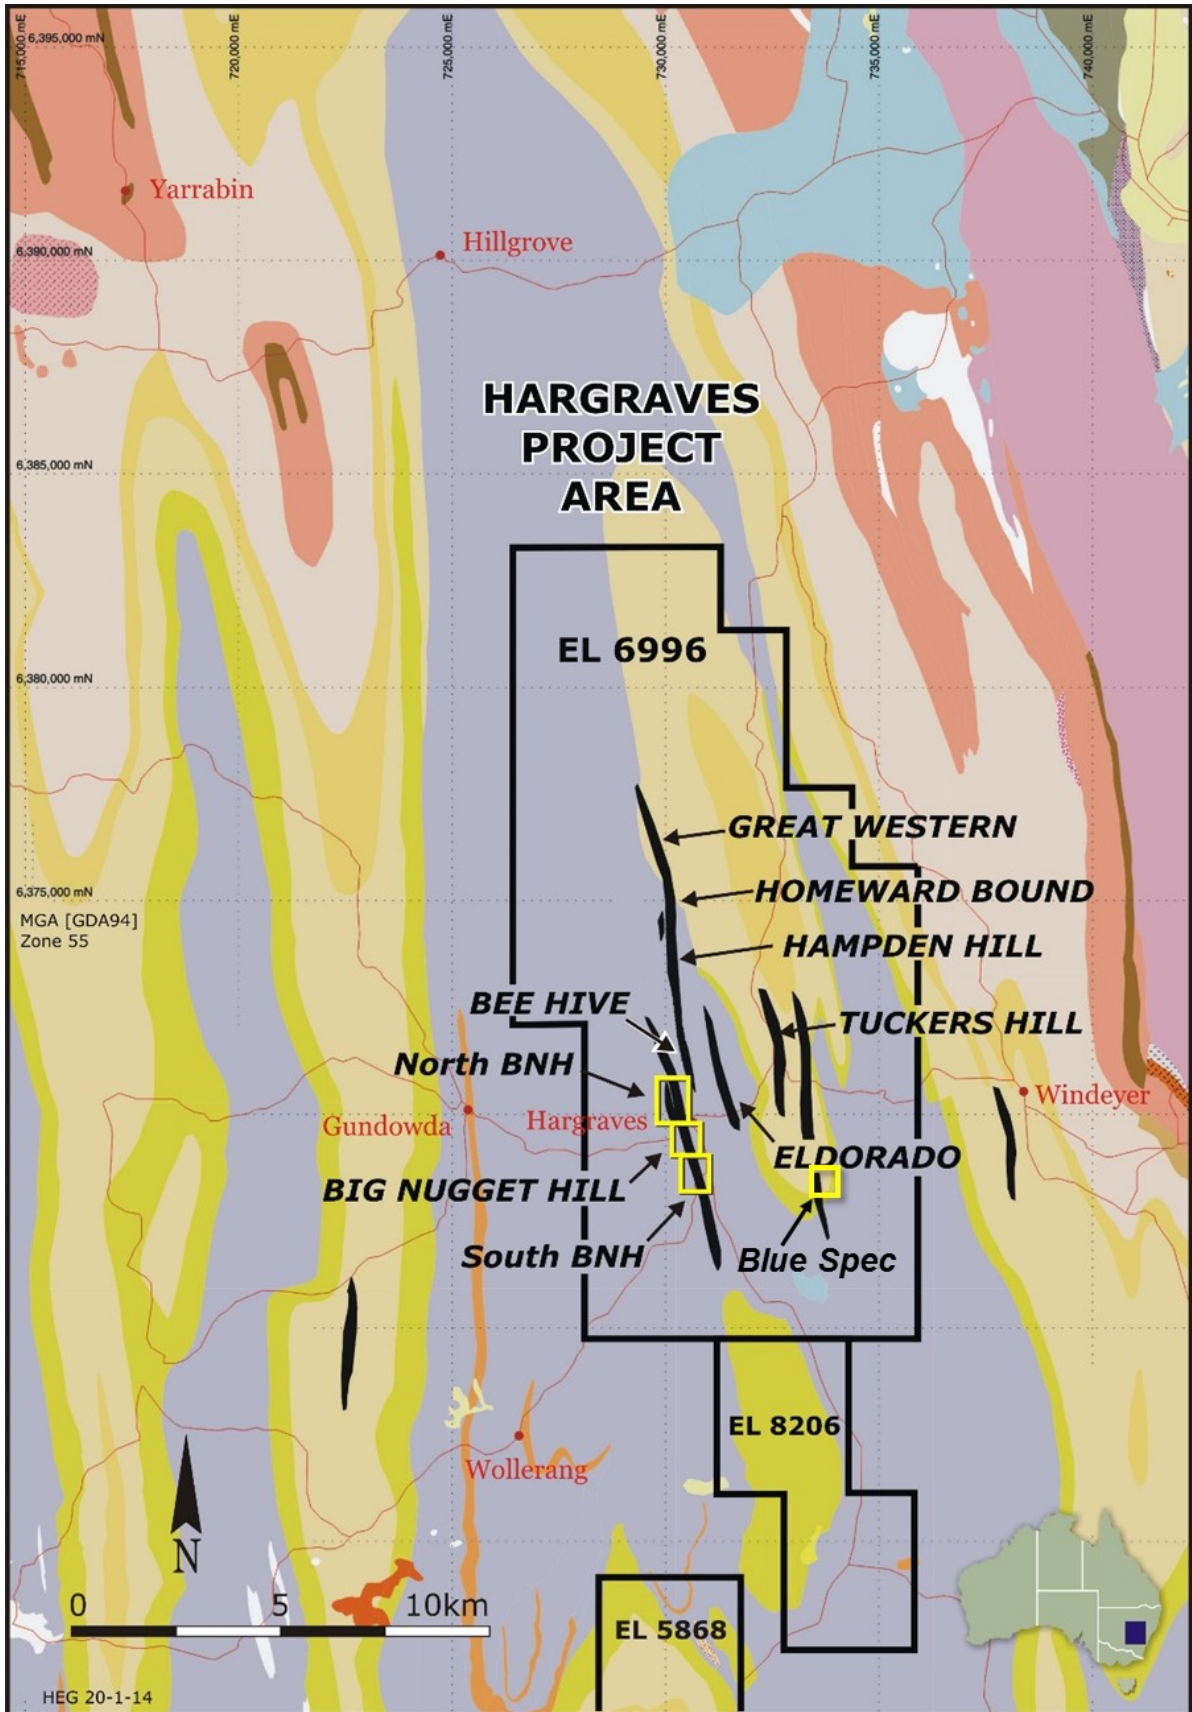 715,000 mE
720,000 mE
725,000 mE
730,000 mE
735,000 mE
740,000 mE
6,395,000 mN
Yarrabin
6,390,000 mN
Hillgrove
HARGRAVES
PROJECT
AREA
6,385,000 mN
EL 6996
6,380,000 mN
GREAT WESTERN
6,375,000 mN
HOMEWARD BOUND
MGA [GDA94]
Zone 55
HAMPDEN HILL
BEE HIVE
TUCKERS HILL
North BNH
Windeyer
Gundowda
Hargraves
ELDORADO
BIG NUGGET HILL
South BNH
Blue Spec
EL 8206
Wollerang
N
0 5 10km
EL 5868
HEG 20-1-14